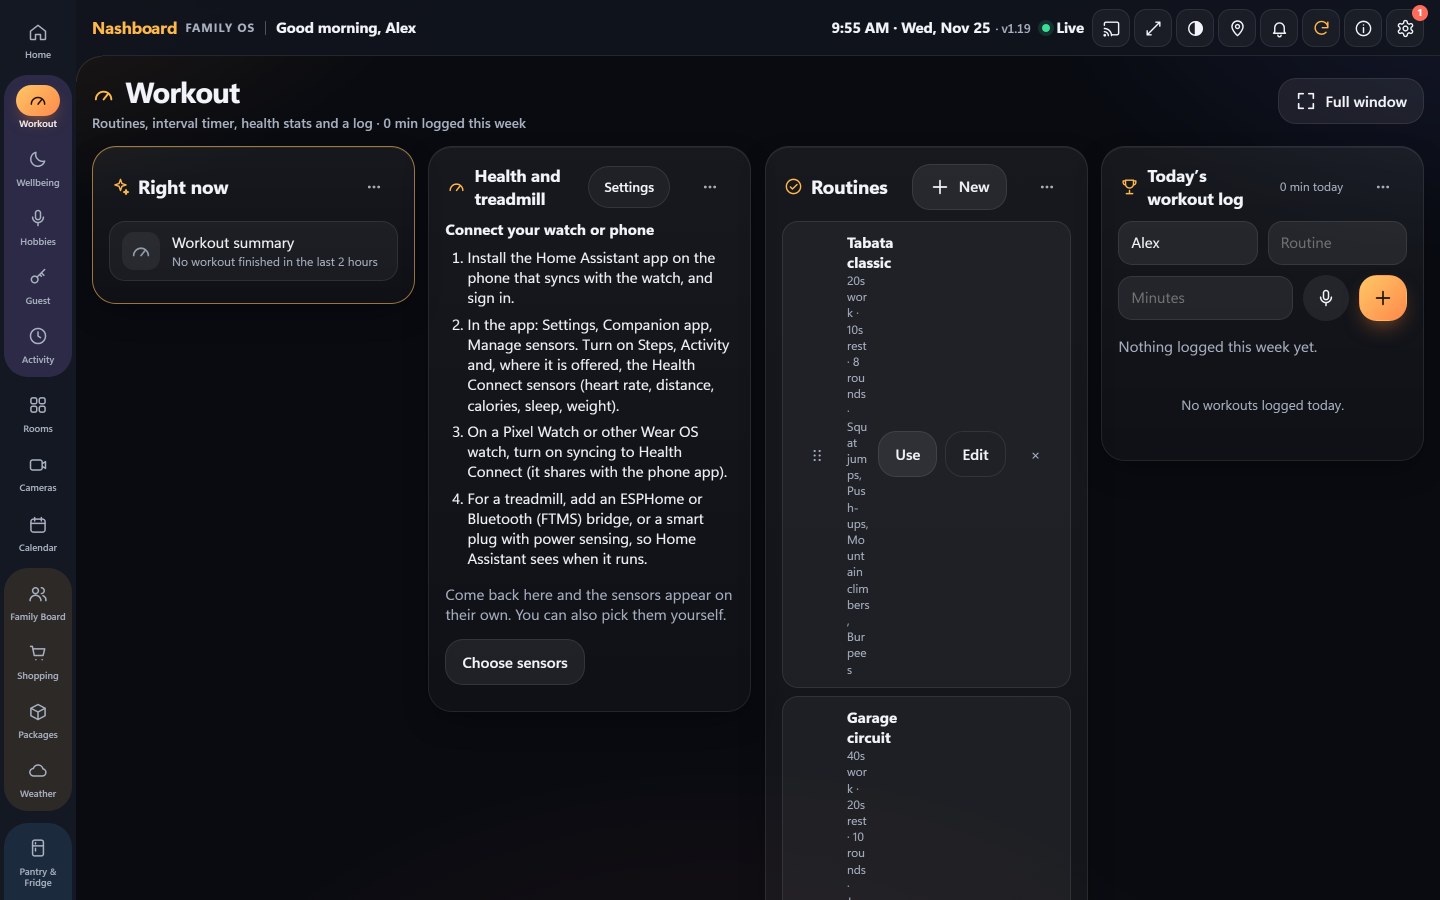 Nashboard FAMILY OS Good morning, Alex
9:55 AM · Wed, Nov 25 · v1.19 Live
1
Home
Workout
Wellbeing
Hobbies
Guest
Activity
Rooms
Cameras
Calendar
Family Board
Shopping
Packages
Weather
Pantry &
Fridge
Workout
Routines, interval timer, health stats and a log · 0 min logged this week
Full window
Right now
Workout summary
No workout finished in the last 2 hours
Health and
treadmill
Settings
Connect your watch or phone
1. Install the Home Assistant app on the
phone that syncs with the watch, and
sign in.
2. In the app: Settings, Companion app,
Manage sensors. Turn on Steps, Activity
and, where it is offered, the Health
Connect sensors (heart rate, distance,
calories, sleep, weight).
3. On a Pixel Watch or other Wear OS
watch, turn on syncing to Health
Connect (it shares with the phone app).
4. For a treadmill, add an ESPHome or
Bluetooth (FTMS) bridge, or a smart
plug with power sensing, so Home
Assistant sees when it runs.
Come back here and the sensors appear on
their own. You can also pick them yourself.
Choose sensors
Routines
New
Tabata
classic
20s
wor
k ·
10s
rest
· 8
rou
nds
·
Squ
at
jum
ps,
Pus
h-
ups,
Mo
unt
ain
clim
bers
,
Bur
pee
s
Use
Edit
×
Garage
circuit
40s
wor
k ·
20s
rest
· 10
rou
nds
·
Today’s
workout log
0 min today
Alex
Routine
Minutes
Nothing logged this week yet.
No workouts logged today.